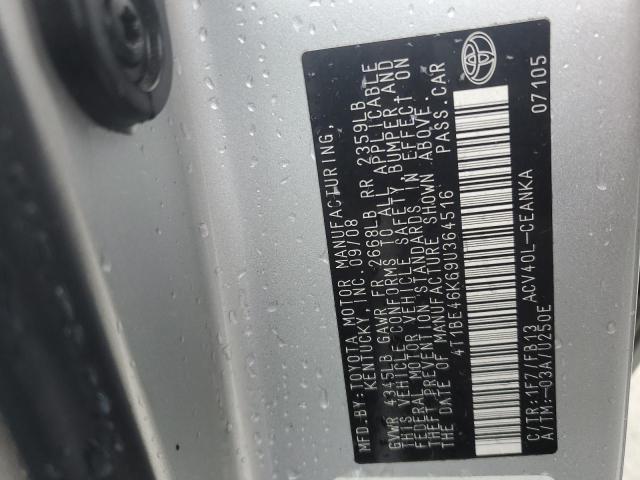 MFD.BY:TOYOTA MOTOR MANUFACTURING,
KENTUCKY, INC. 09/08
GVWR 4345LB GAWR FR 2668LB RR 2359LB
THIS VEHICLE CONFORMS TO ALL APPLICABLE
FEDERAL MOTOR VEHICLE SAFETY BUMPER,AND
THEFT PREVENTION STANDARDS IN EFFECT ON
THE DATE OF MANUFACTURE SHOWN ABOVE.
4T1BE46K69U364516 PASS.CAR
C/TR:1F7/FB13 ACV40L-CEANKA
A/TM:-03A/U250E 07105